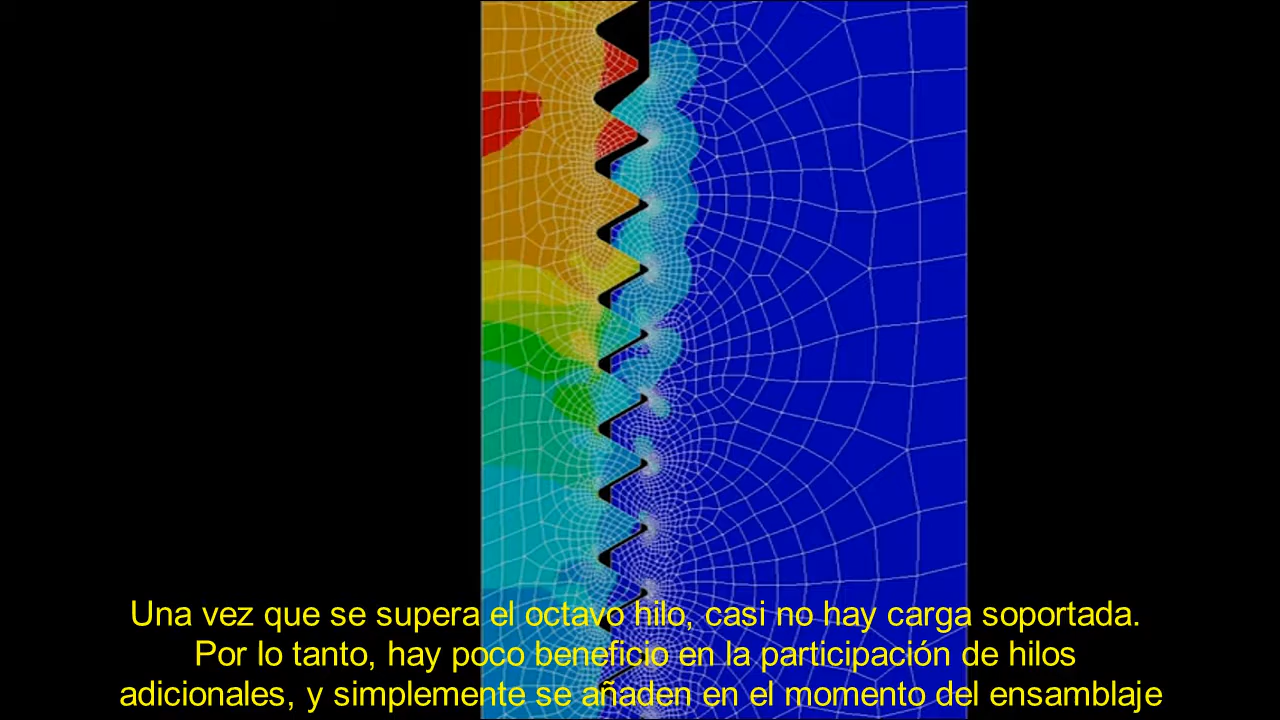 Una vez que se supera el octavo hilo, casi no hay carga soportada.
Por lo tanto, hay poco beneficio en la participación de hilos
adicionales, y simplemente se añaden en el momento del ensamblaje